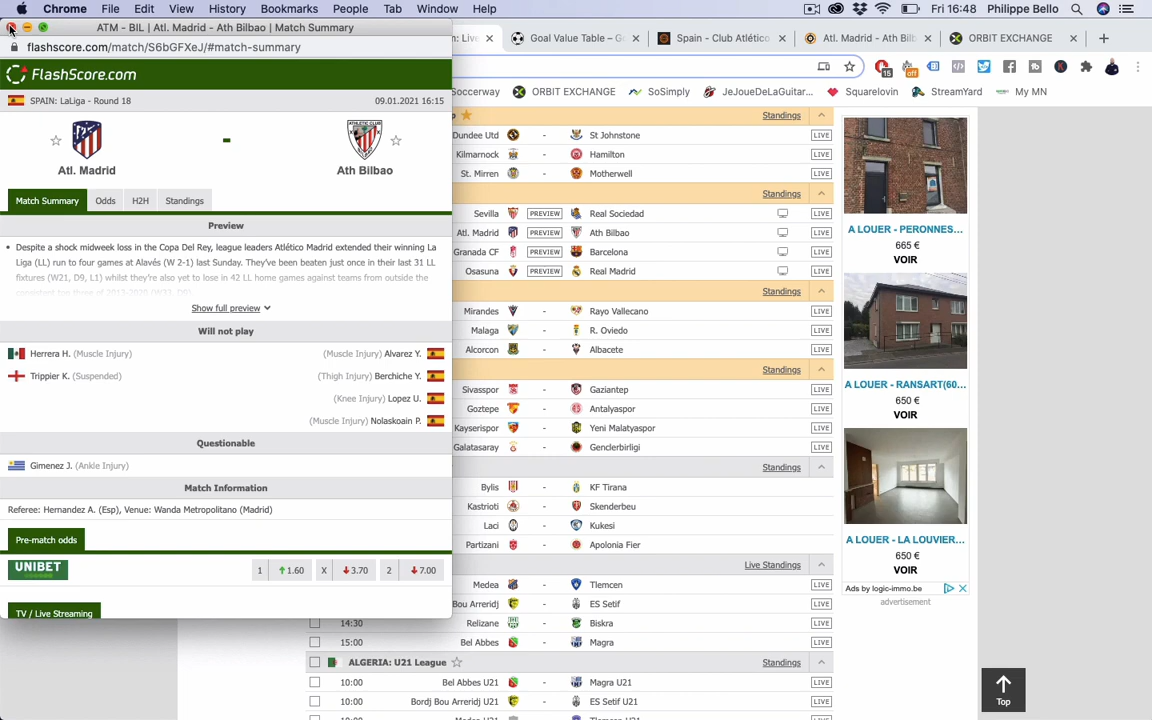 Chrome File Edit View History Bookmarks People Tab Window Help Fri 16:48 Philippe Bello
ATM - BIL | Atl. Madrid - Ath Bilbao | Match Summary
n: Live Goal Value Table – G Spain - Club Atlético Atl. Madrid - Ath Bilb ORBIT EXCHANGE
flashscore.com/match/S6bGFXeJ/#match-summary
15 off
FlashScore.com
Soccerway ORBIT EXCHANGE SoSimply JeJoueDeLaGuitar... Squarelovin StreamYard My MN
SPAIN: LaLiga - Round 18 09.01.2021 16:15
-
Atl. Madrid Ath Bilbao
Match Summary Odds H2H Standings
Preview
Despite a shock midweek loss in the Copa Del Rey, league leaders Atlético Madrid extended their winning La
Liga (LL) run to four games at Alavés (W 2-1) last Sunday. They've been beaten just once in their last 31 LL
fixtures (W21, D9, L1) whilst they're also yet to lose in 42 LL home games against teams from outside the
Show full preview
Will not play
Herrera H. (Muscle Injury) (Muscle Injury) Alvarez Y.
Trippier K. (Suspended) (Thigh Injury) Berchiche Y.
(Knee Injury) Lopez U.
(Muscle Injury) Nolaskoain P.
Questionable
Gimenez J. (Ankle Injury)
Match Information
Referee: Hernandez A. (Esp), Venue: Wanda Metropolitano (Madrid)
Pre-match odds
UNIBET 1 1.60 X 3.70 2 7.00
TV / Live Streaming
p Standings
Dundee Utd - St Johnstone LIVE
Kilmarnock - Hamilton LIVE
St. Mirren - Motherwell LIVE
Standings
Sevilla PREVIEW Real Sociedad LIVE
Atl. Madrid PREVIEW Ath Bilbao LIVE
Granada CF PREVIEW Barcelona LIVE
Osasuna PREVIEW Real Madrid LIVE
Standings
Mirandes - Rayo Vallecano LIVE
Malaga - R. Oviedo LIVE
Alcorcon - Albacete LIVE
Standings
Sivasspor - Gaziantep LIVE
Goztepe - Antalyaspor LIVE
Kayserispor - Yeni Malatyaspor LIVE
Galatasaray - Genclerbirligi LIVE
Standings
Bylis - KF Tirana LIVE
Kastrioti - Skenderbeu LIVE
Laci - Kukesi LIVE
Partizani - Apolonia Fier LIVE
Live Standings
Medea - Tlemcen LIVE
Bou Arreridj - ES Setif LIVE
14:30 Relizane - Biskra LIVE
15:00 Bel Abbes - Magra LIVE
ALGERIA: U21 League Standings
10:00 Bel Abbes U21 - Magra U21 LIVE
10:00 Bordj Bou Arreridj U21 - ES Setif U21 LIVE
A LOUER - PERONNES...
665 €
VOIR
A LOUER - RANSART(60...
650 €
VOIR
A LOUER - LA LOUVIER...
650 €
VOIR
Ads by logic-immo.be
advertisement
Top